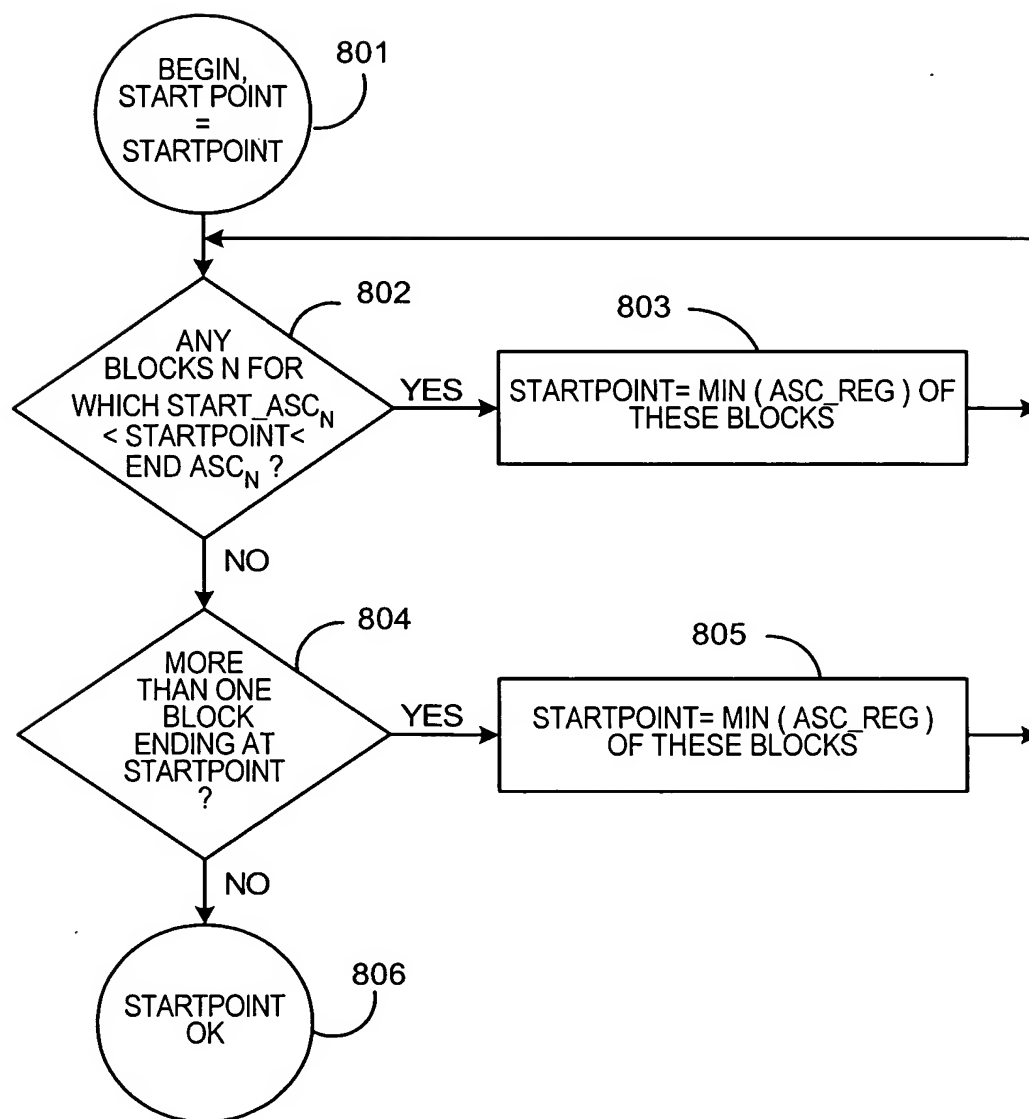 BEGIN,
START POINT
=
STARTPOINT
801
802
ANY
BLOCKS N FOR
WHICH START_ASC_N
< STARTPOINT<
END ASC_N ?
YES
803
STARTPOINT= MIN ( ASC_REG ) OF
THESE BLOCKS
NO
804
MORE
THAN ONE
BLOCK
ENDING AT
STARTPOINT
?
YES
805
STARTPOINT= MIN ( ASC_REG )
OF THESE BLOCKS
NO
806
STARTPOINT
OK